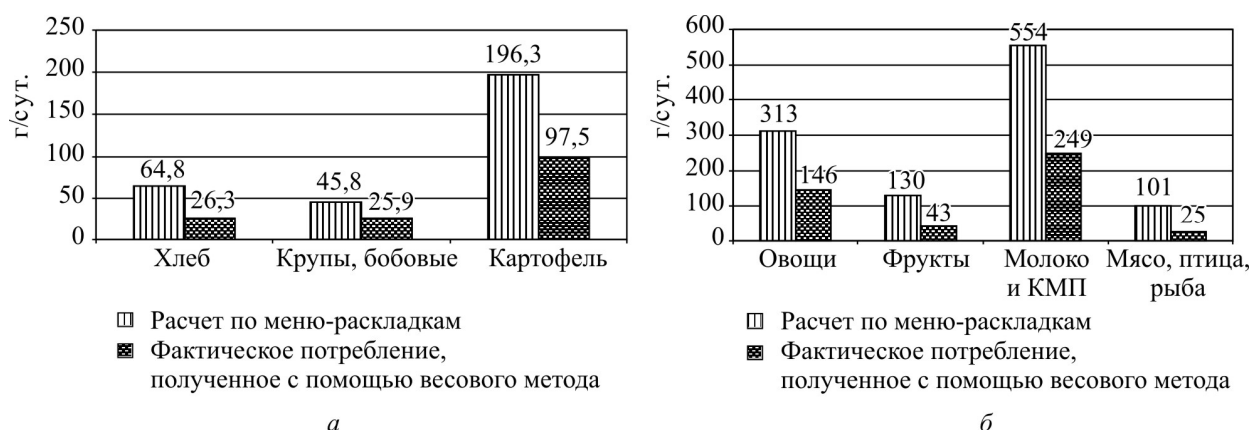 250
200
150
100
50
0
г/сут.
64,8
26,3
45,8
25,9
196,3
97,5
Хлеб
Крупы, бобовые
Картофель
Расчет по меню-раскладкам
Фактическое потребление,
полученное с помощью весового метода
а
600
500
400
300
200
100
0
г/сут.
313
146
130
43
554
249
101
25
Овощи
Фрукты
Молоко
и КМП
Мясо, птица,
рыба
Расчет по меню-раскладкам
Фактическое потребление,
полученное с помощью весового метода
б